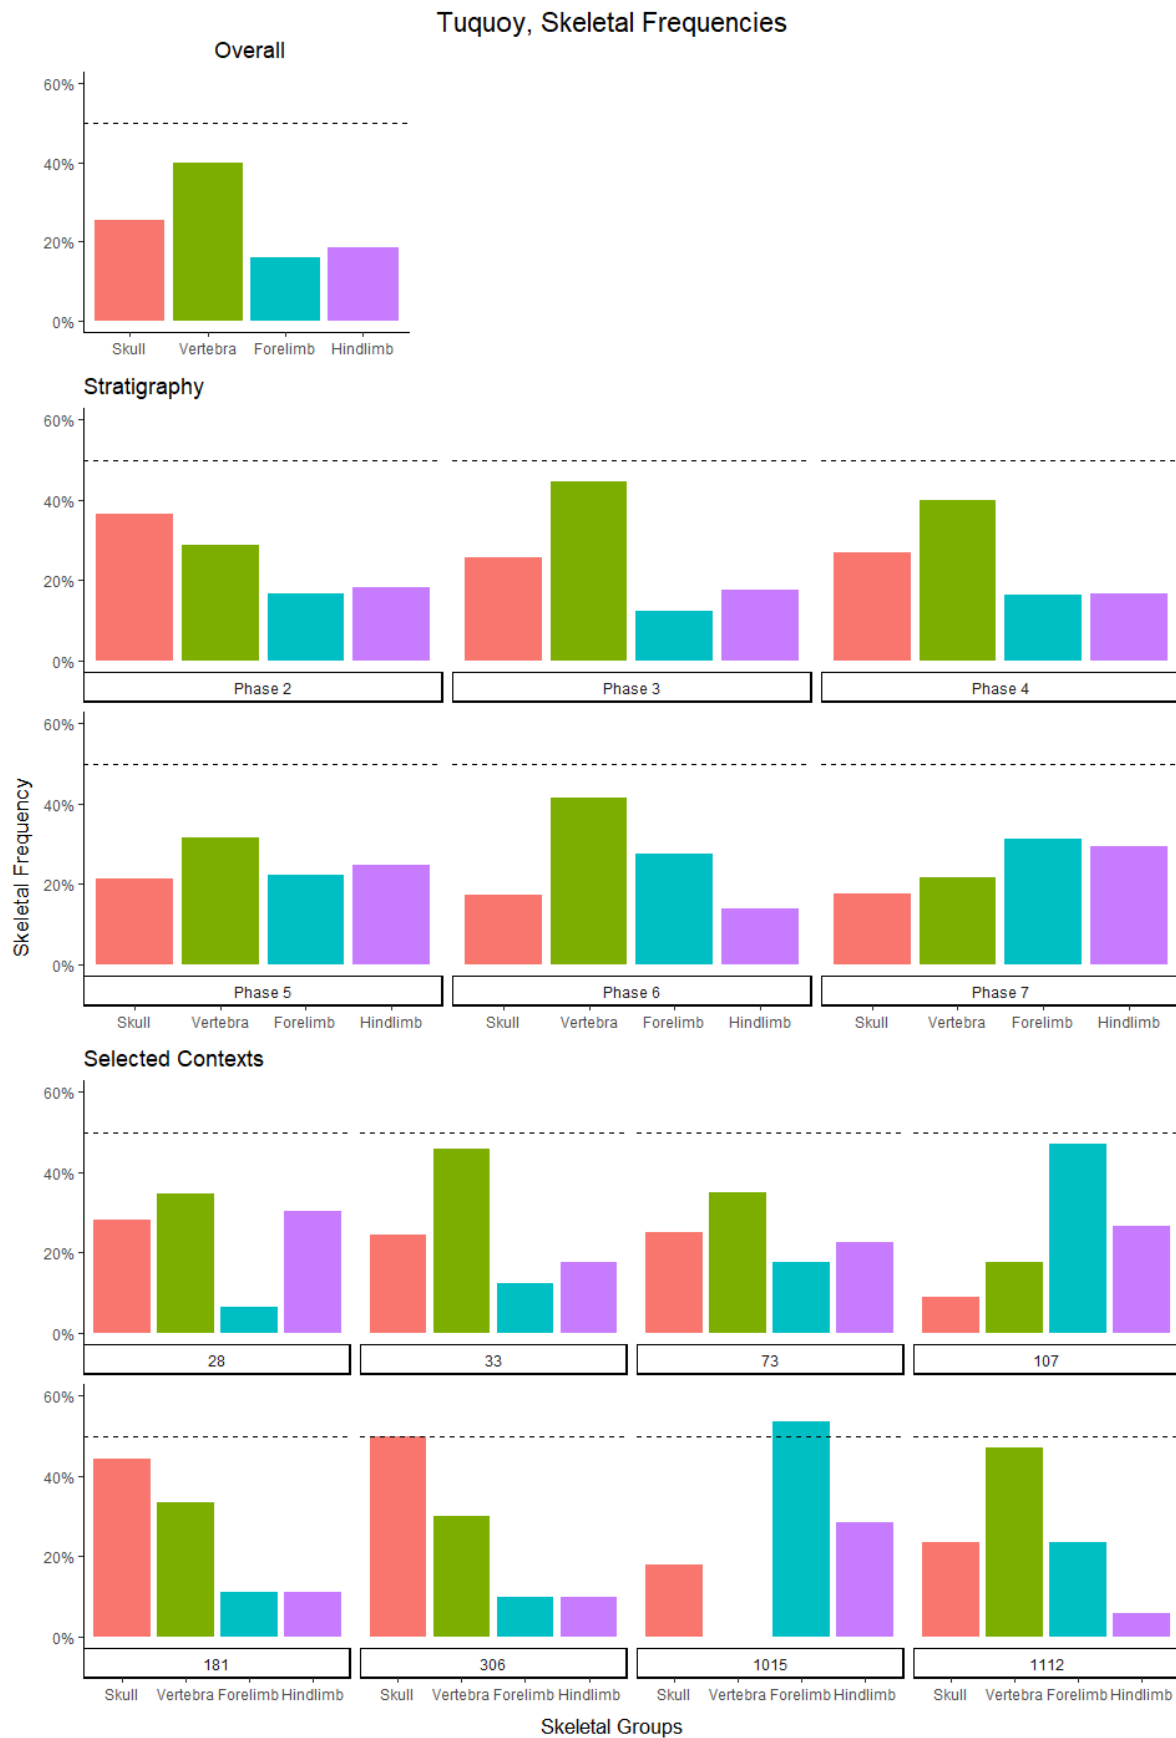 Tuquoy, Skeletal Frequencies
Overall
60%
40%
20%
0%
Skull Vertebra Forelimb Hindlimb
Stratigraphy
60%
40%
20%
0%
Phase 2 Phase 3 Phase 4
60%
40%
20%
0%
Phase 5 Phase 6 Phase 7
Skull Vertebra Forelimb Hindlimb Skull Vertebra Forelimb Hindlimb Skull Vertebra Forelimb Hindlimb
Skeletal Frequency
Selected Contexts
60%
40%
20%
0%
28 33 73 107
60%
40%
20%
0%
181 306 1015 1112
Skull Vertebra Forelimb Hindlimb Skull Vertebra Forelimb Hindlimb Skull Vertebra Forelimb Hindlimb Skull Vertebra Forelimb Hindlimb
Skeletal Groups